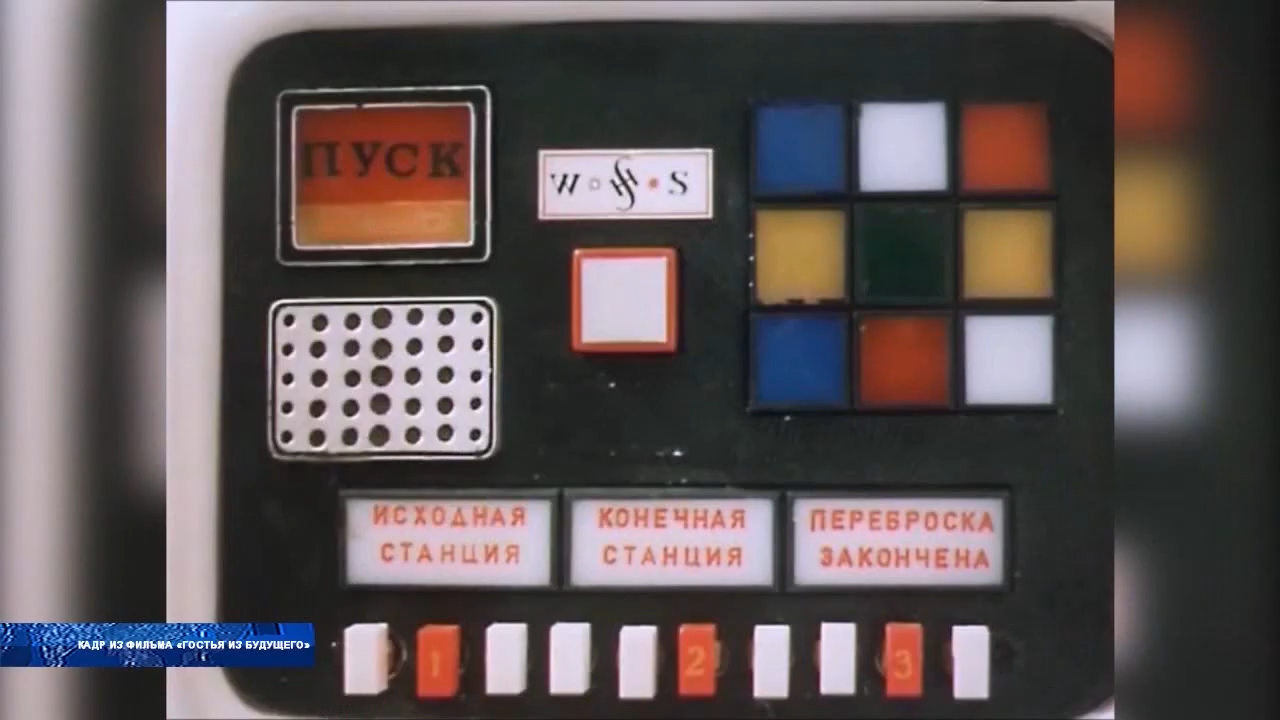 ПУСК
W S
ИСХОДНАЯ
СТАНЦИЯ
КОНЕЧНАЯ
СТАНЦИЯ
ПЕРЕБРОСКА
ЗАКОНЧЕНА
1 2 3
КАДР ИЗ ФИЛЬМА «ГОСТЬЯ ИЗ БУДУЩЕГО»